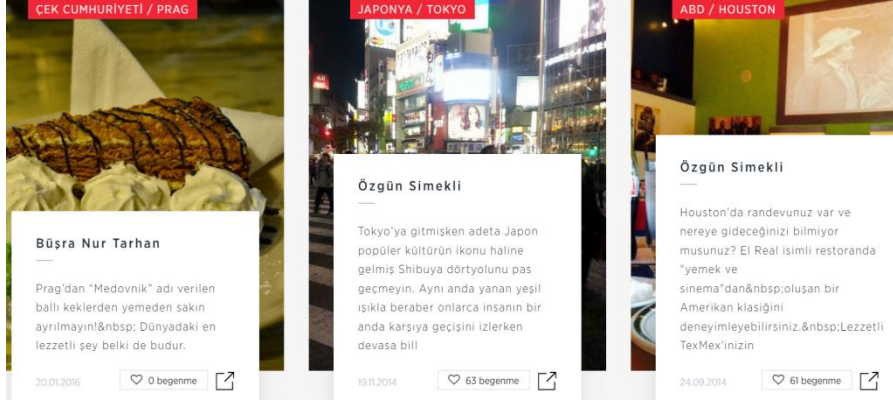 ÇEK CUMHURİYETİ / PRAG
Büşra Nur Tarhan
Prag'dan "Medovnik" adı verilen
ballı keklerden yemeden sakın
ayrılmayın!&nbsp; Dünyadaki en
lezzetli şey belki de budur.
20.01.2016
0 begenme
JAPONYA / TOKYO
Özgün Simekli
Tokyo'ya gitmişken adeta Japon
popüler kültürün ikonu haline
gelmiş Shibuya dörtyolunu pas
geçmeyin. Aynı anda yanan yeşil
ışıkla beraber onlarca insanın bir
anda karşıya geçişini izlerken
devasa bill
19.11.2014
63 begenme
ABD / HOUSTON
Özgün Simekli
Houston'da randevunuz var ve
nereye gideceğinizi bilmiyor
musunuz? El Real isimli restoranda
"yemek ve
sinema"dan&nbsp;oluşan bir
Amerikan klasiğini
deneyimleyebilirsiniz.&nbsp;Lezzetli
TexMex'inizin
24.09.2014
61 begenme